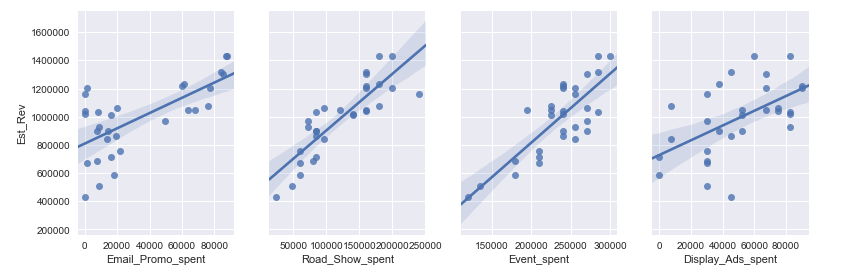 1600000
1400000
1200000
1000000
800000
600000
400000
200000
Est_Rev
0 20000 40000 60000 80000
50000 100000 150000 200000 250000
150000 200000 250000 300000
0 20000 40000 60000 80000
Email_Promo_spent
Road_Show_spent
Event_spent
Display_Ads_spent